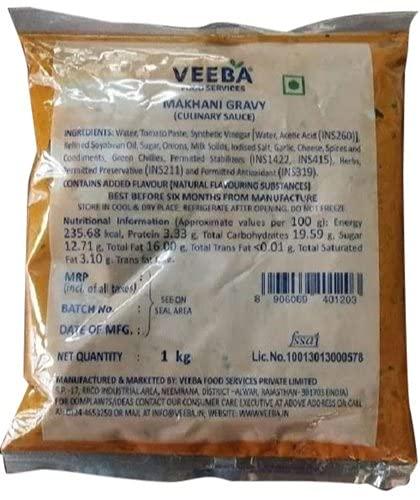 VEEBA
FOOD SERVICES
MAKHANI GRAVY
(CULINARY SAUCE)
INGREDIENTS: Water, Tomato Paste, Synthetic Vinegar [Water, Acetic Acid (INS260)],
Refined Soyabean Oil, Sugar, Onions, Milk Solids, Iodised Salt, Garlic, Cheese, Spices and
Condiments, Green Chillies, Permitted Stabilizers (INS1422, INS415), Herbs,
Permitted Preservative (INS211) and Permitted Antioxidant (INS319).
CONTAINS ADDED FLAVOUR [NATURAL FLAVOURING SUBSTANCES]
BEST BEFORE SIX MONTHS FROM MANUFACTURE
STORE IN COOL & DRY PLACE. REFRIGERATE AFTER OPENING. DO NOT FREEZE.
Nutritional Information (Approximate values per 100 g): Energy
235.68 kcal, Protein 3.33 g, Total Carbohydrates 19.59 g, Sugar
12.71 g, Total Fat 16.00 g, Total Trans Fat <0.01 g, Total Saturated
Fat 3.10 g. Trans fat
MRP :
(incl. of all taxes)
BATCH No. :
DATE OF MFG. :
SEE ON
SEAL AREA
8 906069 401203
fssai
Lic. No. 10013013000578
NET QUANTITY : 1 kg
MANUFACTURED & MARKETED BY: VEEBA FOOD SERVICES PRIVATE LIMITED
S.P.-17, RIICO INDUSTRIAL AREA, NEEMRANA, DISTRICT -ALWAR, RAJASTHAN-301703 (INDIA)
FOR COMPLAINTS/IDEAS CONTACT OUR CONSUMER CARE EXECUTIVE AT ABOVE ADDRESS OR CALL
AT 0124-4653250 OR MAIL AT INFO@VEEBA.IN, WEBSITE: WWW.VEEBA.IN